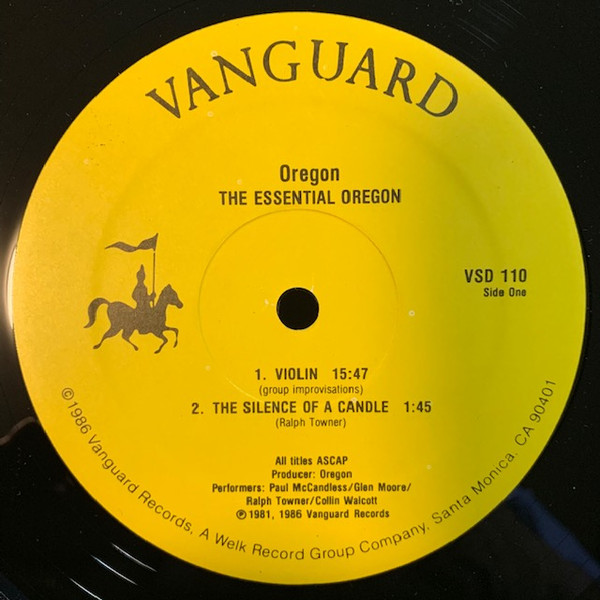 VANGUARD
Oregon
THE ESSENTIAL OREGON
VSD 110
Side One
1. VIOLIN 15:47
(group improvisations)
2. THE SILENCE OF A CANDLE 1:45
(Ralph Towner)
All titles ASCAP
Producer: Oregon
Performers: Paul McCandless/Glen Moore/
Ralph Towner/Collin Walcott
℗ 1981, 1986 Vanguard Records
©1986 Vanguard Records, A Welk Record Group Company, Santa Monica, CA 90401